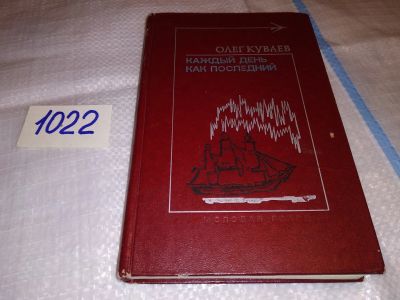 ОЛЕГ КУВАЕВ
КАЖДЫЙ ДЕНЬ
КАК ПОСЛЕДНИЙ
1022